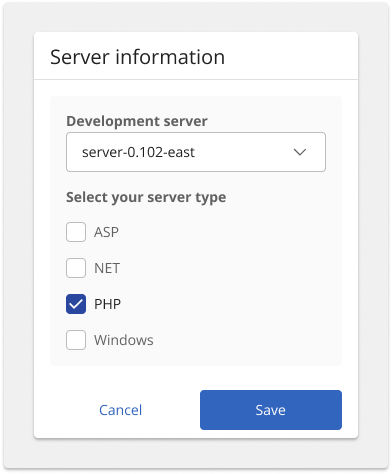 Server information
Development server
server-0.102-east
Select your server type
ASP
NET
PHP
Windows
Cancel
Save